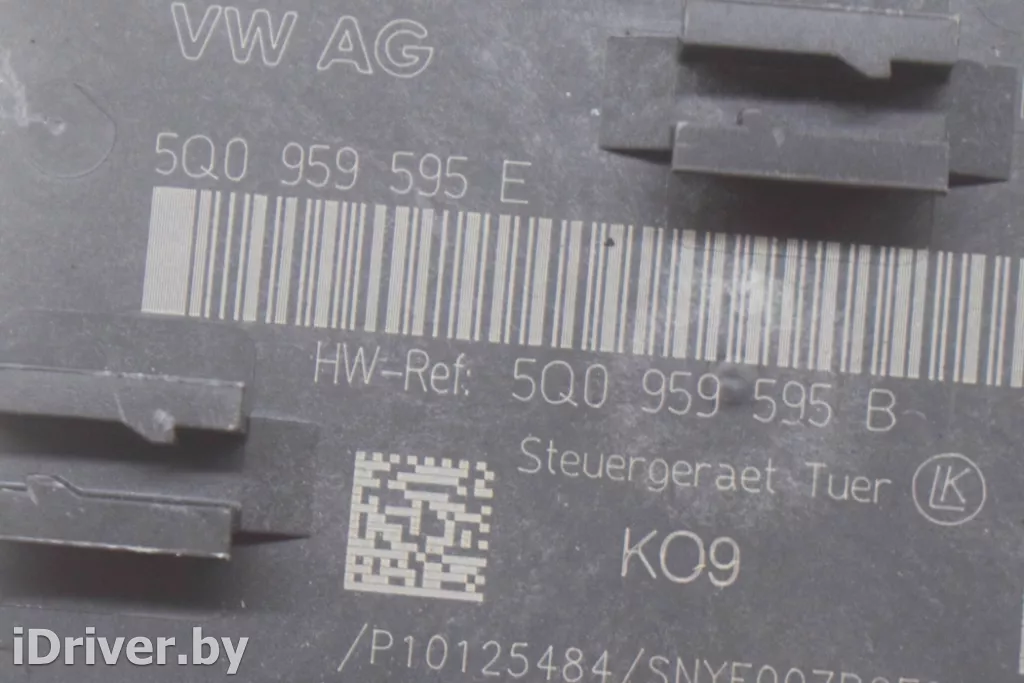 VW AG
5Q0 959 595 E
HW-Ref: 5Q0 959 595 B
Steuergeraet Tuer LK
KO9
/P10125484/
iDriver.by